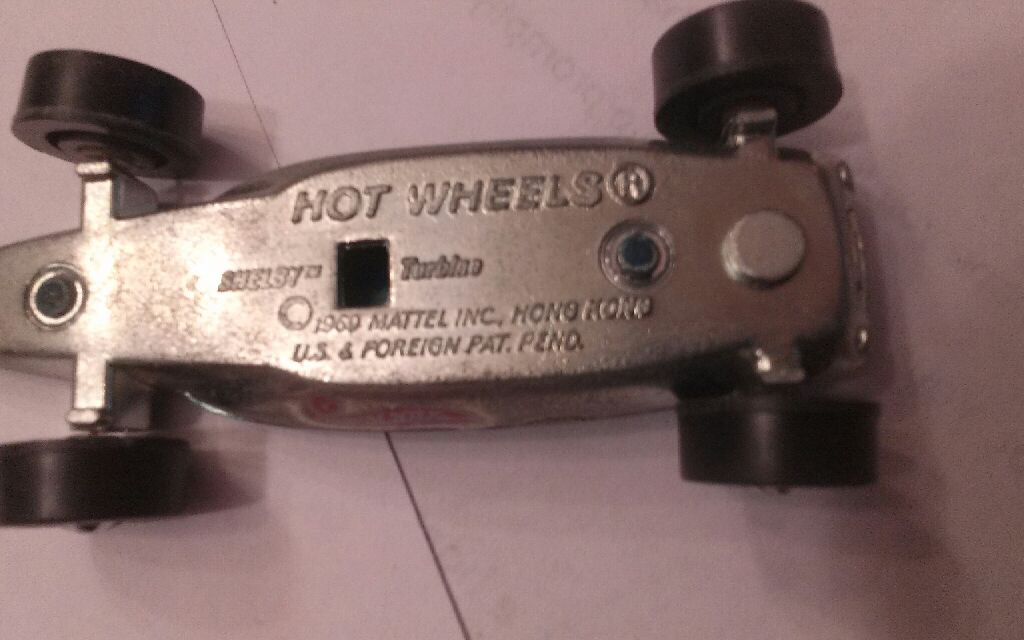 HOT WHEELS®
SHELBY™ Turbine
© 1969 MATTEL INC., HONG KONG
U.S. & FOREIGN PAT. PEND.